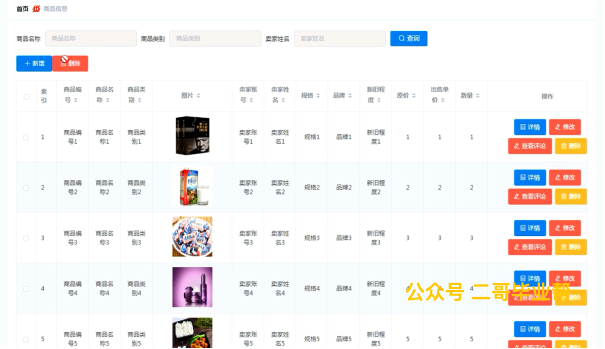 首页 商品信息
商品名称 商品名称 商品类别 商品类别 卖家姓名 卖家姓名 查询
+ 新增 删除
索引 商品编号 商品名称 商品类别 图片 卖家账号 卖家姓名 规格 品牌 新旧程度 原价 出售单价 数量 操作
1 商品编号1 商品名称1 商品类别1 卖家账号1 卖家姓名1 规格1 品牌1 新旧程度1 1 1 1 详情 修改
查看评论 删除
2 商品编号2 商品名称2 商品类别2 卖家账号2 卖家姓名2 规格2 品牌2 新旧程度2 2 2 2 详情 修改
查看评论 删除
3 商品编号3 商品名称3 商品类别3 卖家账号3 卖家姓名3 规格3 品牌3 新旧程度3 3 3 3 详情 修改
查看评论 删除
4 商品编号4 商品名称4 商品类别4 卖家账号4 卖家姓名4 规格4 品牌4 新旧程度4 4 4 4 详情 修改
公众号 二哥毕业帮
5 商品编号5 商品名称5 商品类别5 卖家账号5 卖家姓名5 规格5 品牌5 新旧程度5 5 5 5 详情 修改
查看评论 删除